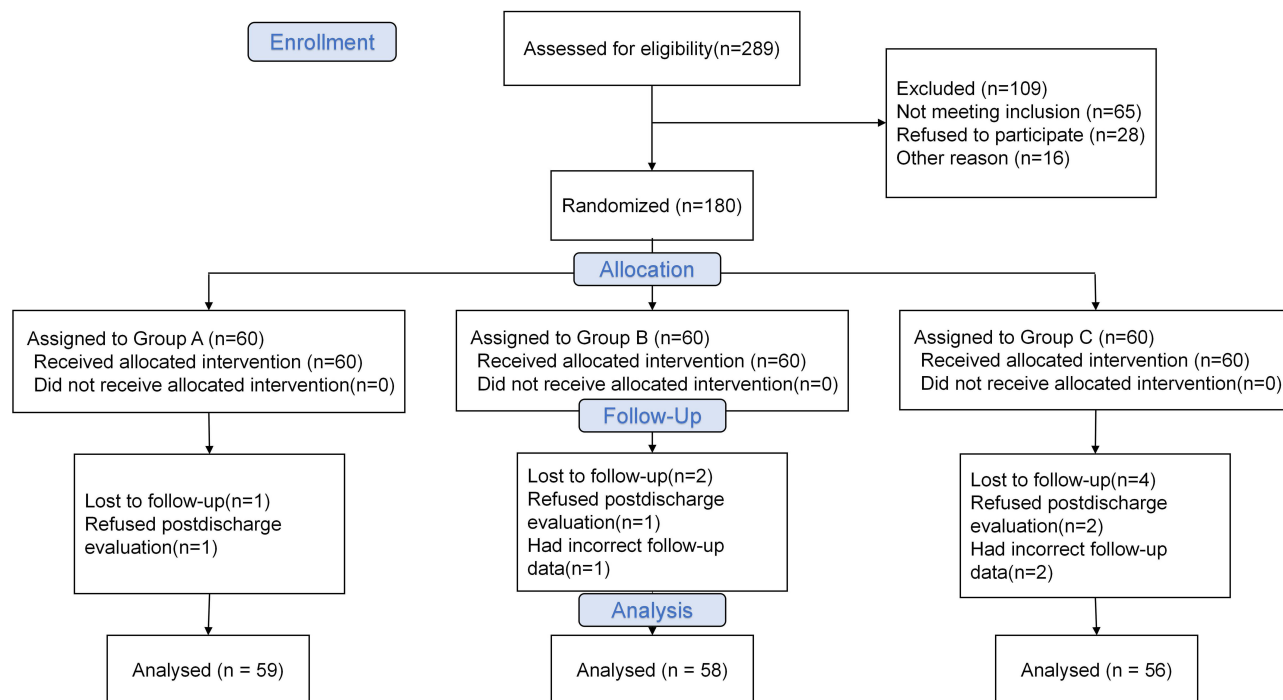 Enrollment
Assessed for eligibility(n=289)
Excluded (n=109)
Not meeting inclusion (n=65)
Refused to participate (n=28)
Other reason (n=16)
Randomized (n=180)
Allocation
Assigned to Group A (n=60)
Received allocated intervention (n=60)
Did not receive allocated intervention(n=0)
Assigned to Group B (n=60)
Received allocated intervention (n=60)
Did not receive allocated intervention(n=0)
Assigned to Group C (n=60)
Received allocated intervention (n=60)
Did not receive allocated intervention(n=0)
Follow-Up
Lost to follow-up(n=1)
Refused postdischarge
evaluation(n=1)
Lost to follow-up(n=2)
Refused postdischarge
evaluation(n=1)
Had incorrect follow-up
data(n=1)
Lost to follow-up(n=4)
Refused postdischarge
evaluation(n=2)
Had incorrect follow-up
data(n=2)
Analysis
Analysed (n = 59)
Analysed (n = 58)
Analysed (n = 56)